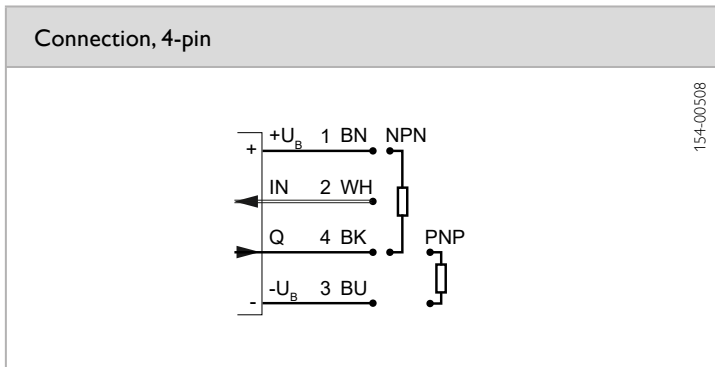 Connection, 4-pin
154-00508
+ +U_B 1 BN NPN
IN 2 WH
Q 4 BK PNP
- -U_B 3 BU